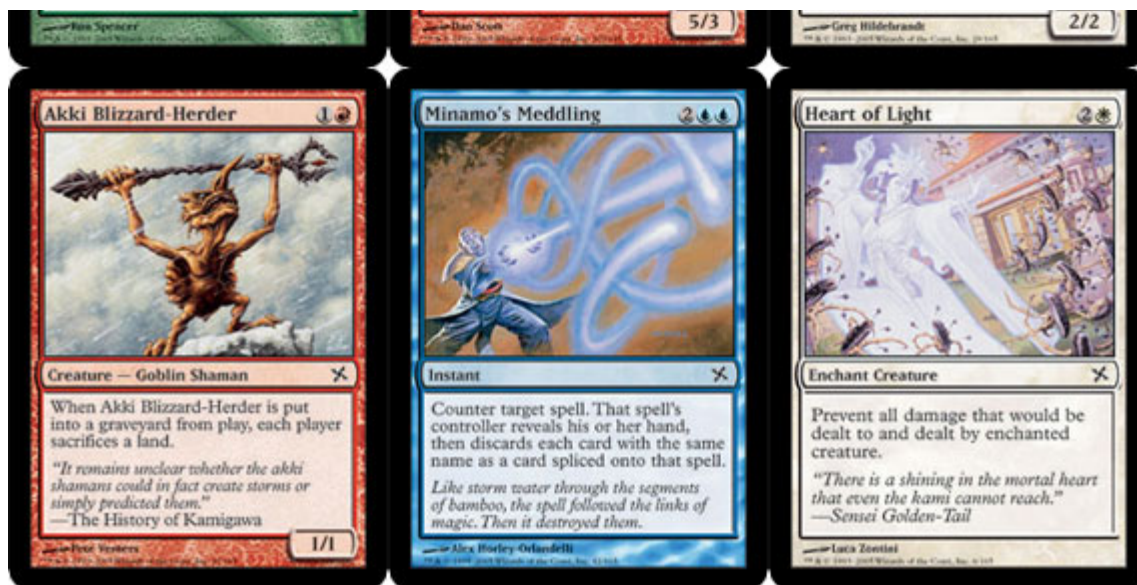 Ron Spencer
Dan Scott
5/3
Greg Hildebrandt
2/2
Akki Blizzard-Herder 1
Minamo's Meddling 2
Heart of Light 2
Creature — Goblin Shaman
Instant
Enchant Creature
When Akki Blizzard-Herder is put
into a graveyard from play, each player
sacrifices a land.
"It remains unclear whether the akki
shamans could in fact create storms or
simply predicted them."
—The History of Kamigawa
1/1
Pete Venters
Counter target spell. That spell's
controller reveals his or her hand,
then discards each card with the same
name as a card spliced onto that spell.
Like storm water through the segments
of bamboo, the spell followed the links of
magic. Then it destroyed them.
Alex Horley-Orlandelli
Prevent all damage that would be
dealt to and dealt by enchanted
creature.
"There is a shining in the mortal heart
that even the kami cannot reach."
—Sensei Golden-Tail
Luca Zontini